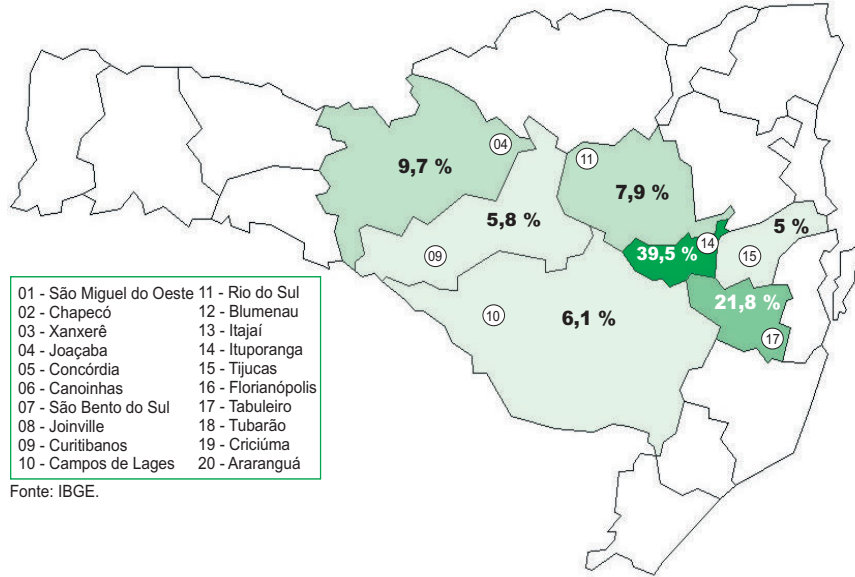 04
11
9,7 %
7,9 %
5,8 %
5 %
14
39,5 %
09
15
21,8 %
10
6,1 %
17
01 - São Miguel do Oeste 11 - Rio do Sul
02 - Chapecó 12 - Blumenau
03 - Xanxerê 13 - Itajaí
04 - Joaçaba 14 - Ituporanga
05 - Concórdia 15 - Tijucas
06 - Canoinhas 16 - Florianópolis
07 - São Bento do Sul 17 - Tabuleiro
08 - Joinville 18 - Tubarão
09 - Curitibanos 19 - Criciúma
10 - Campos de Lages 20 - Araranguá
Fonte: IBGE.